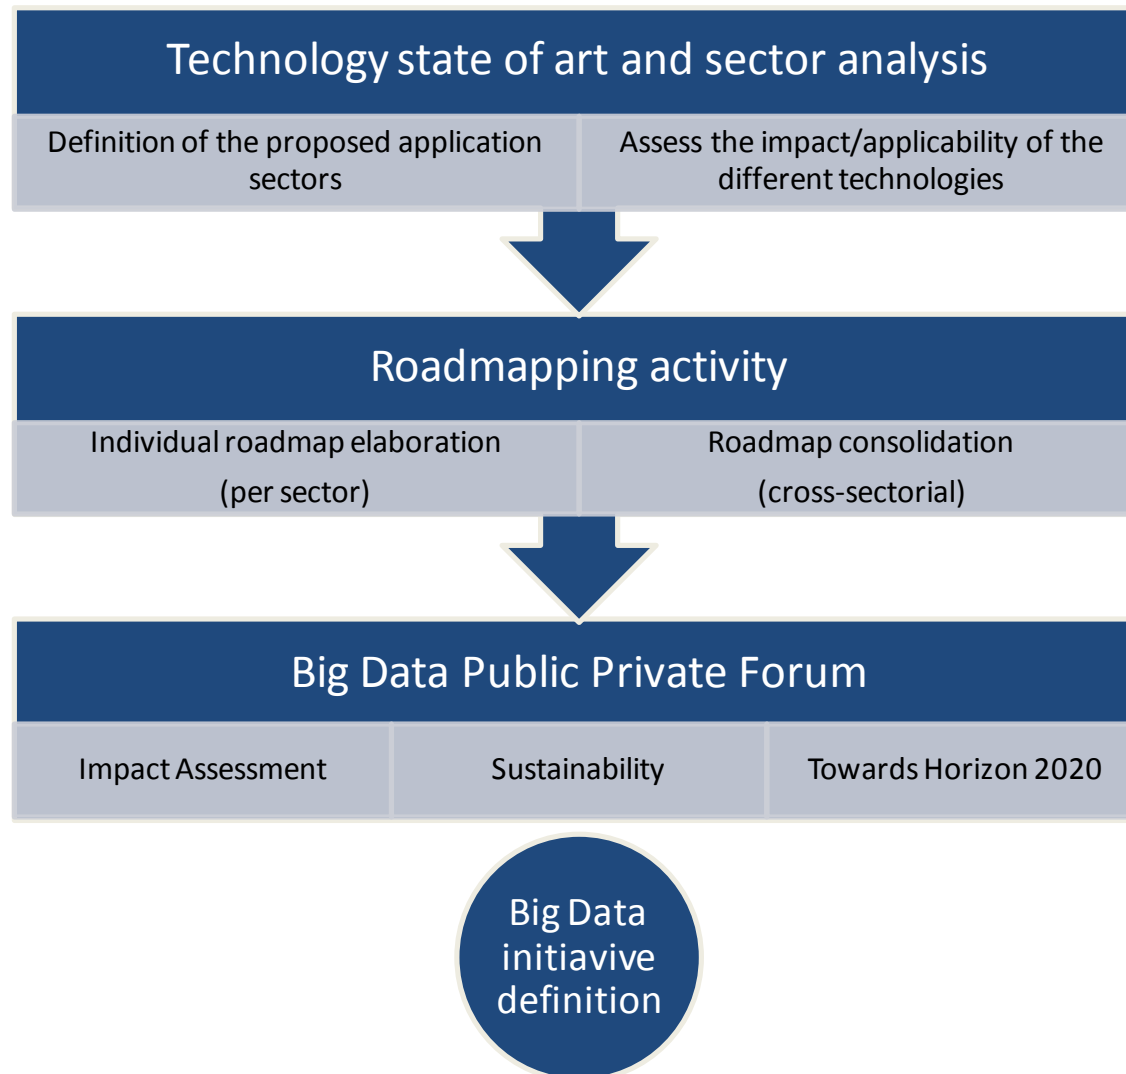 Technology state of art and sector analysis
Definition of the proposed application
sectors
Assess the impact/applicability of the
different technologies
Roadmapping activity
Individual roadmap elaboration
(per sector)
Roadmap consolidation
(cross-sectorial)
Big Data Public Private Forum
Impact Assessment
Sustainability
Towards Horizon 2020
Big Data
initiavive
definition